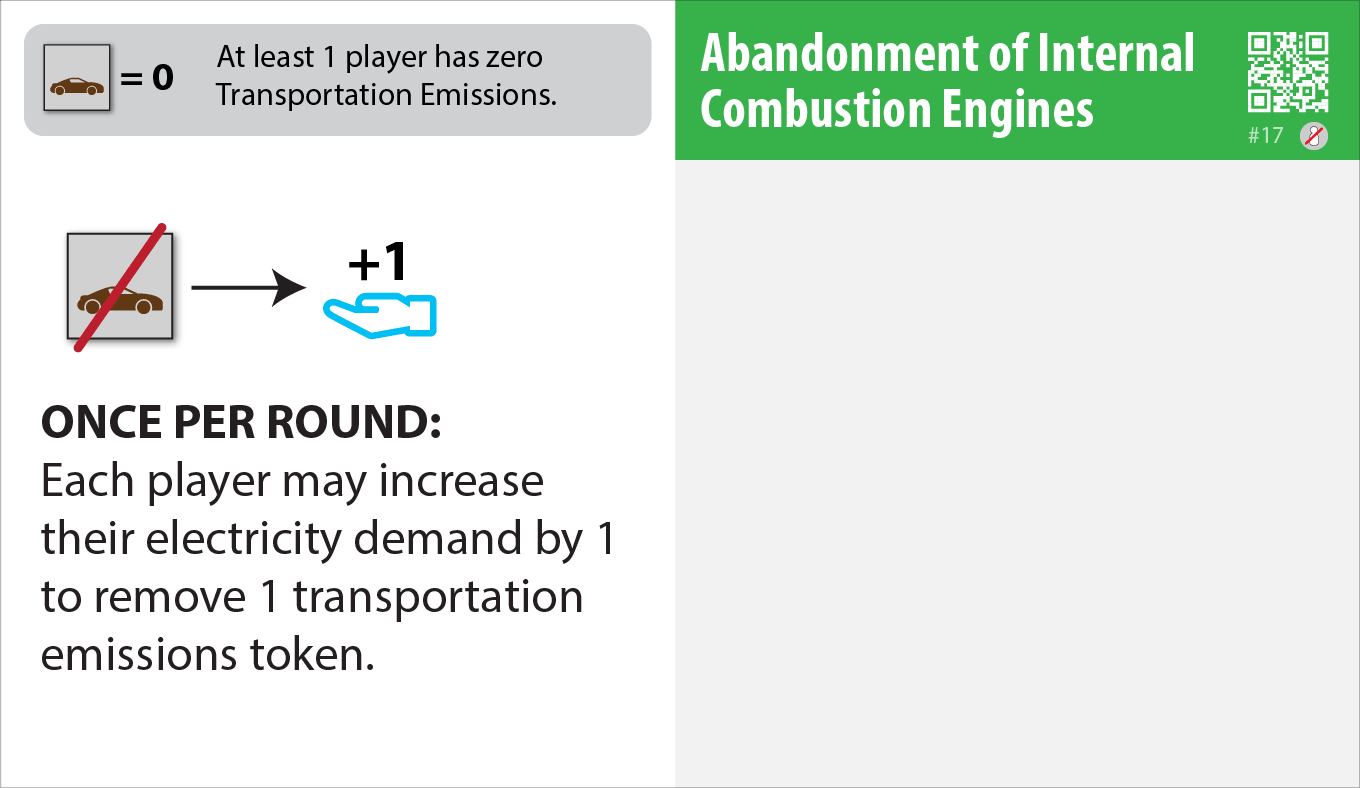 = 0
At least 1 player has zero
Transportation Emissions.
+1
ONCE PER ROUND:
Each player may increase
their electricity demand by 1
to remove 1 transportation
emissions token.
Abandonment of Internal
Combustion Engines
#17